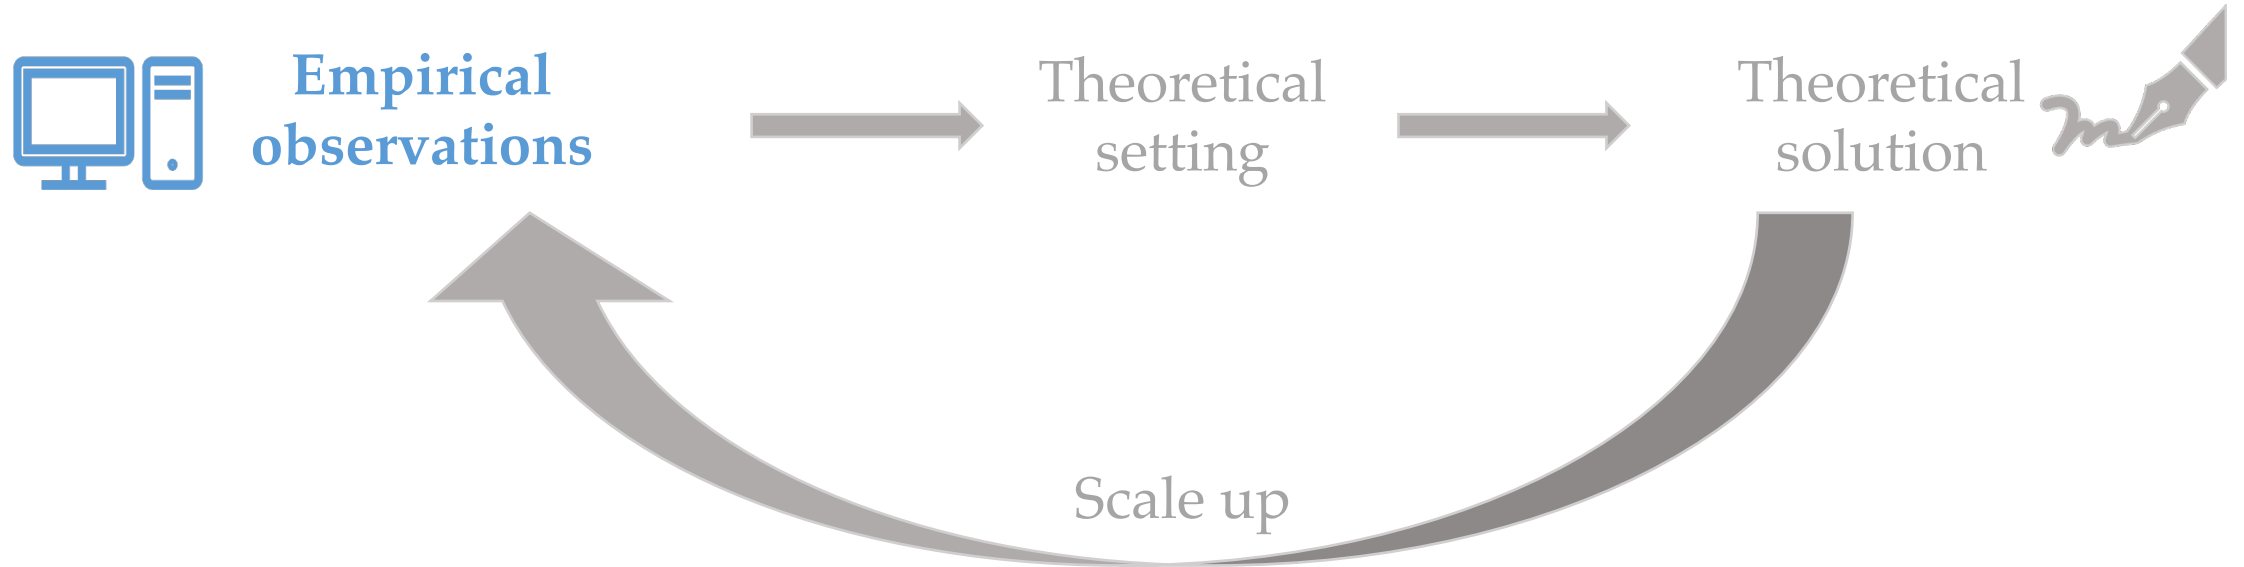 Empirical
observations
Theoretical
setting
Theoretical
solution
Scale up